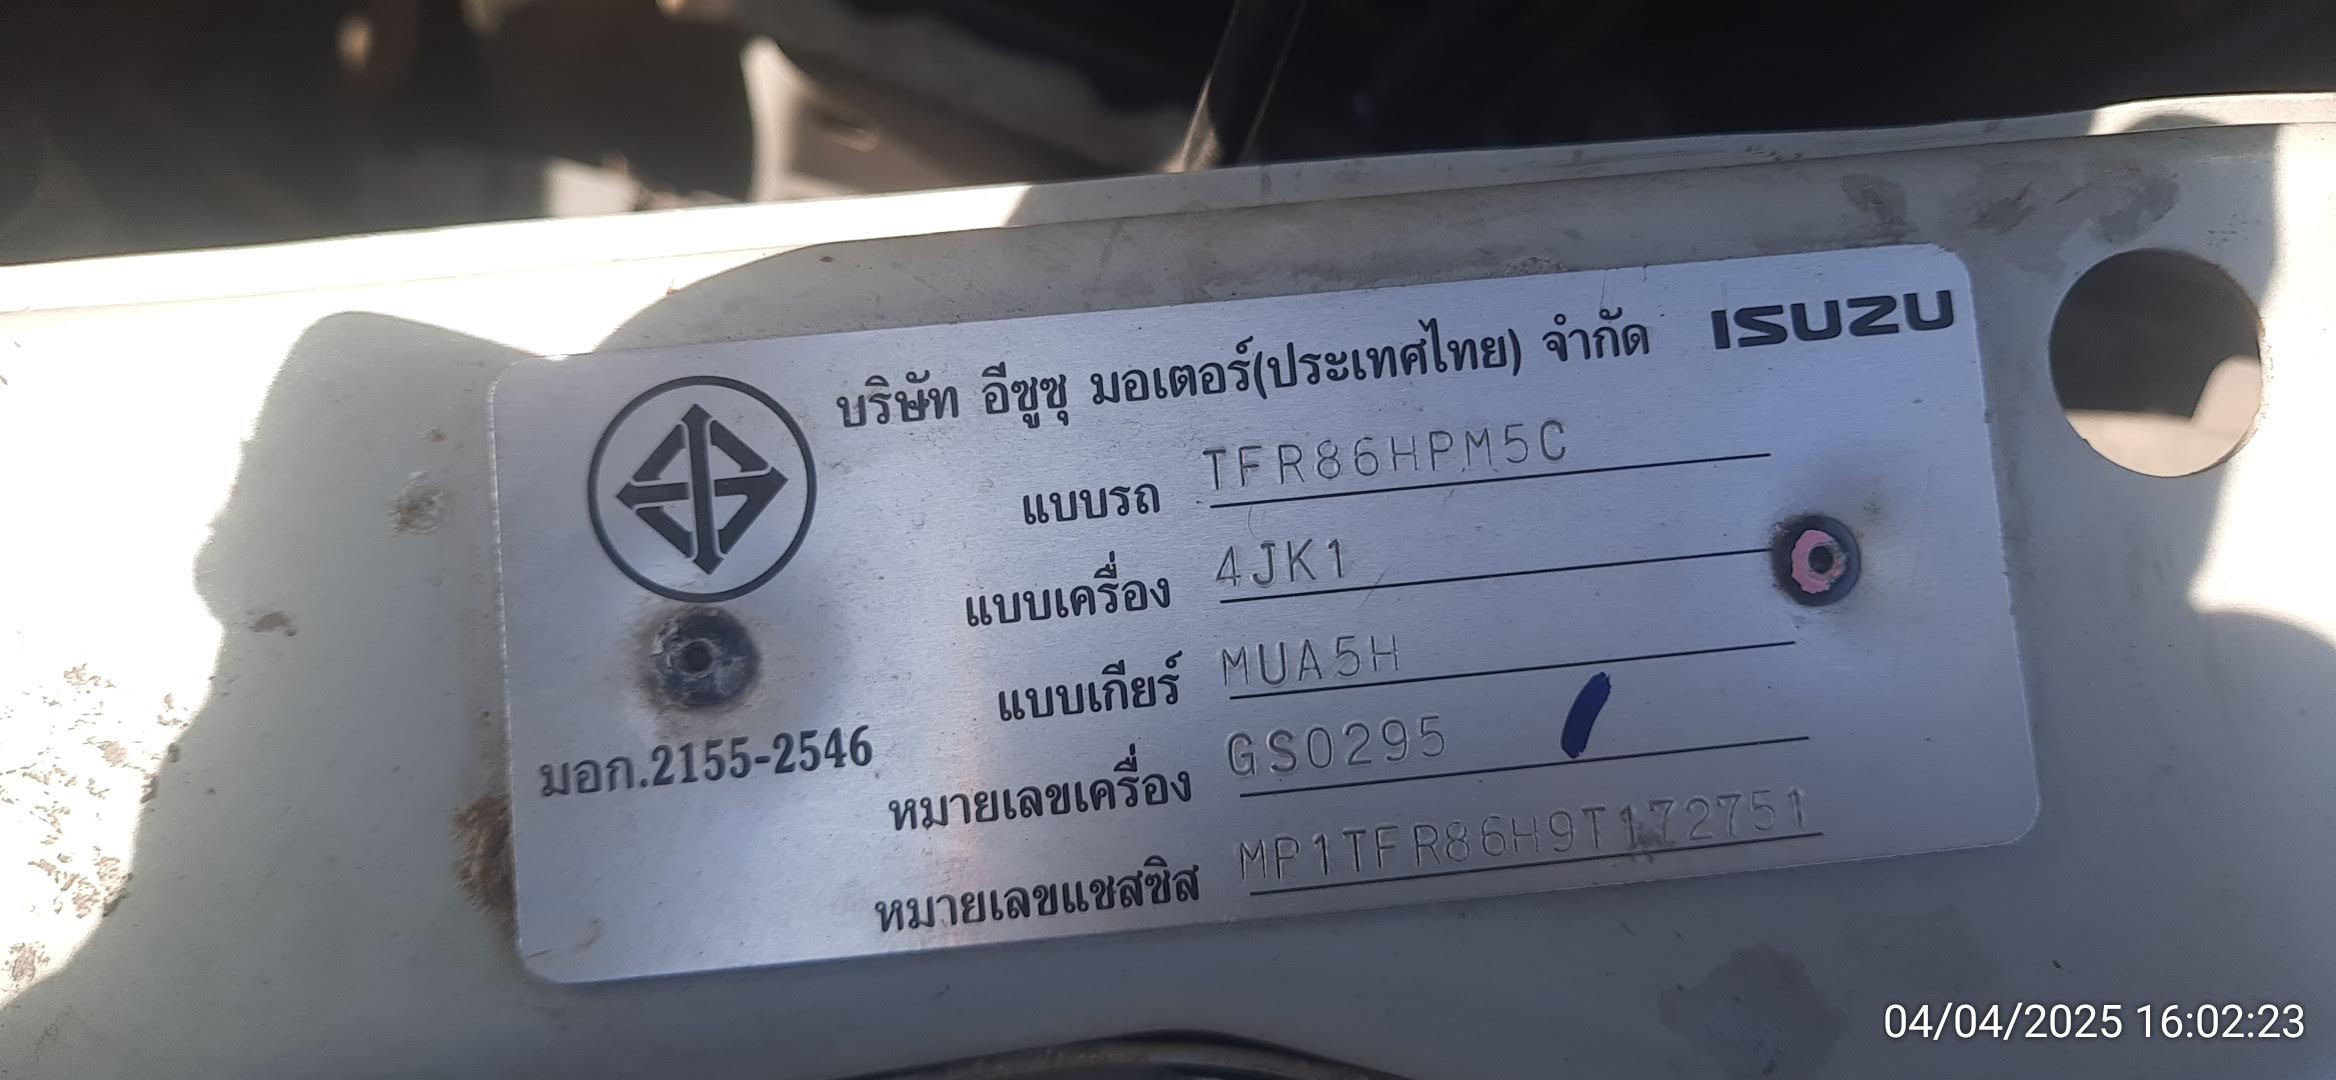 บริษัท อีซูซุ มอเตอร์(ประเทศไทย) จำกัด ISUZU
แบบรถ TFR86HPM5C
แบบเครื่อง 4JK1
แบบเกียร์ MUA5H
มอก.2155-2546
หมายเลขเครื่อง GS0295
หมายเลขแชสซิส MP1TFR86H9T172751
04/04/2025 16:02:23